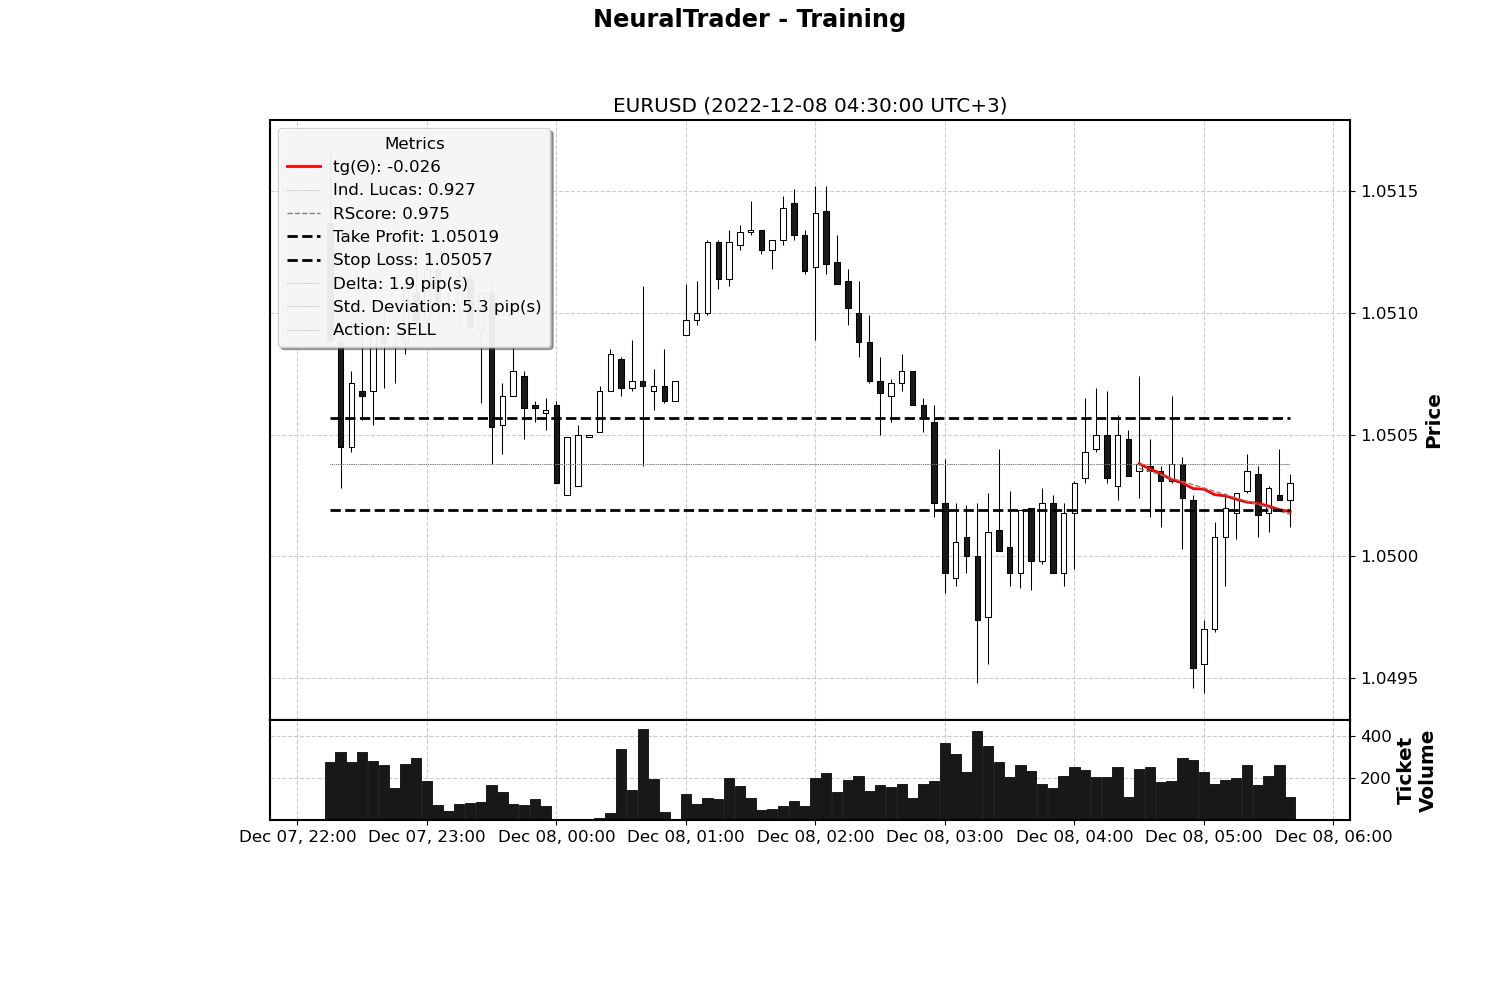 NeuralTrader - Training
EURUSD (2022-12-08 04:30:00 UTC+3)
Metrics
tg(Θ): -0.026
Ind. Lucas: 0.927
RScore: 0.975
Take Profit: 1.05019
Stop Loss: 1.05057
Delta: 1.9 pip(s)
Std. Deviation: 5.3 pip(s)
Action: SELL
1.0515
1.0510
1.0505
1.0500
1.0495
Price
400
200
Ticket
Volume
Dec 07, 22:00 Dec 07, 23:00 Dec 08, 00:00 Dec 08, 01:00 Dec 08, 02:00 Dec 08, 03:00 Dec 08, 04:00 Dec 08, 05:00 Dec 08, 06:00